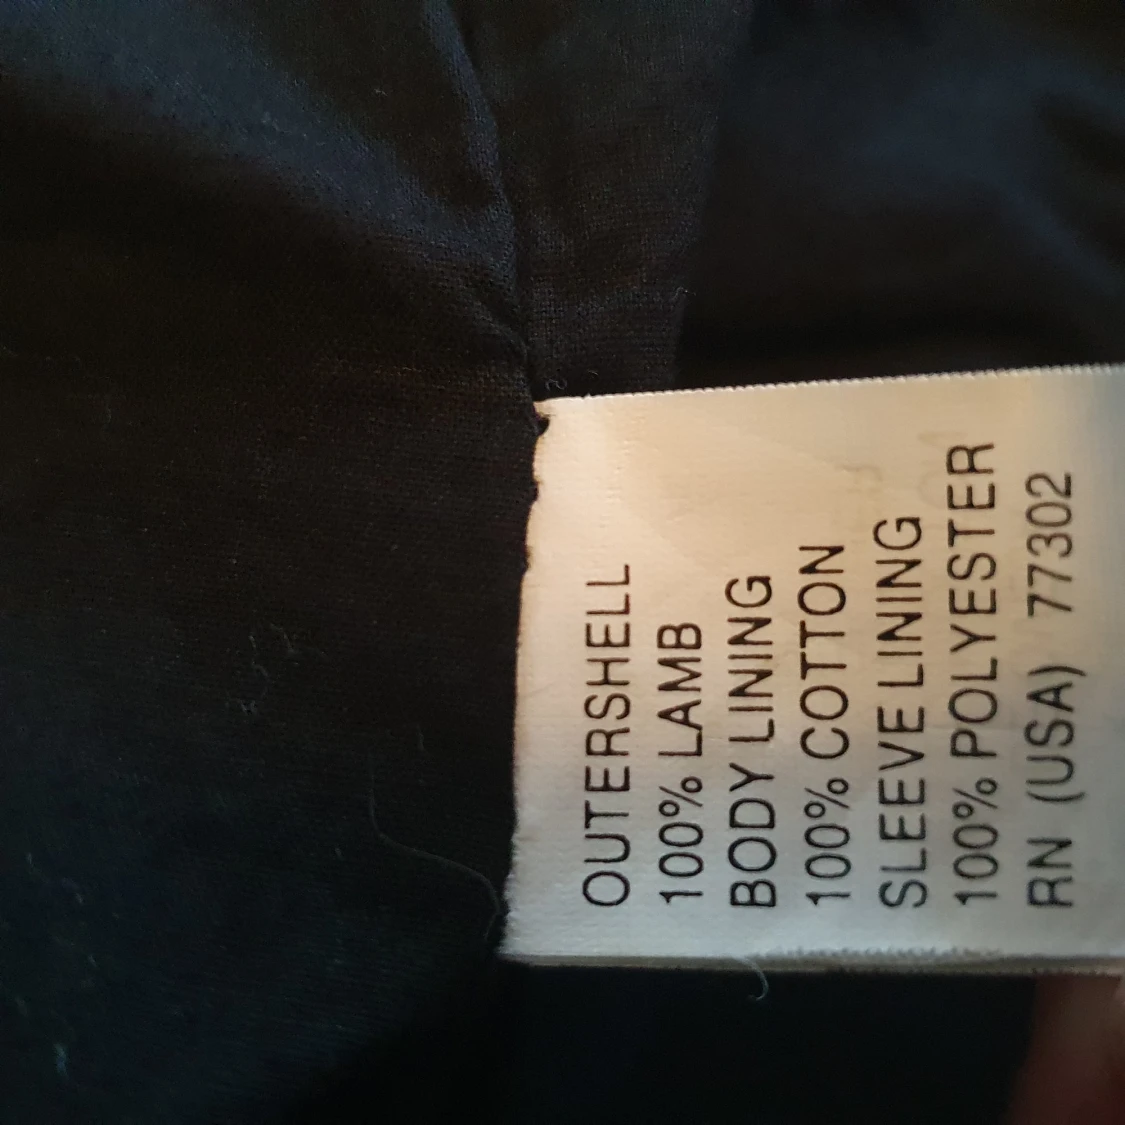 OUTERSHELL
100% LAMB
BODY LINING
100% COTTON
SLEEVE LINING
100% POLYESTER
RN (USA) 77302